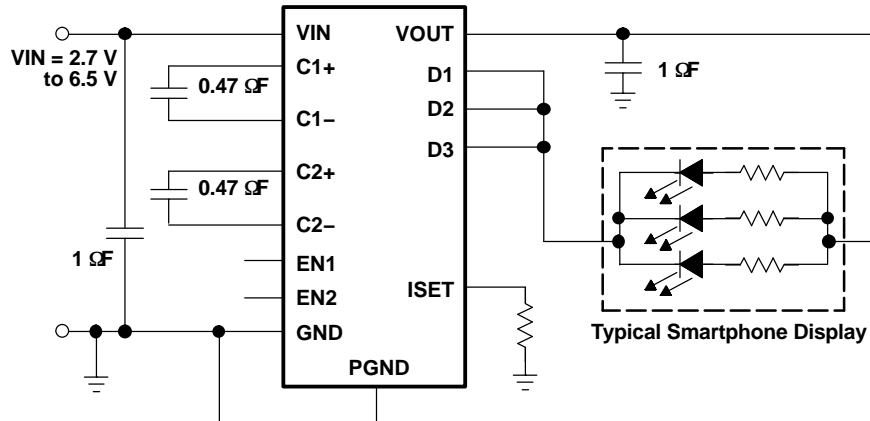 VIN = 2.7 V
to 6.5 V
0.47 ΩF
0.47 ΩF
1 ΩF
VIN
C1+
C1−
C2+
C2−
EN1
EN2
GND
PGND
VOUT
D1
D2
D3
ISET
1 ΩF
Typical Smartphone Display